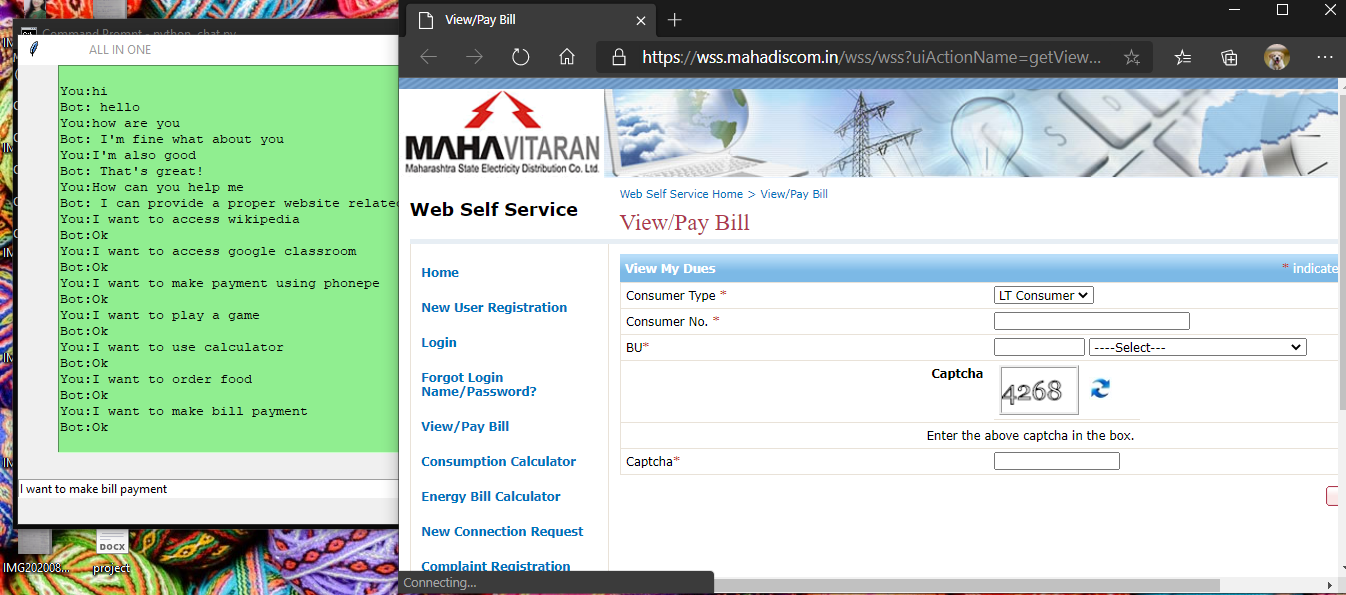 Command Prompt - python chat.py
ALL IN ONE
You:hi
Bot: hello
You:how are you
Bot: I'm fine what about you
You:I'm also good
Bot: That's great!
You:How can you help me
Bot: I can provide a proper website related
You:I want to access wikipedia
Bot:Ok
You:I want to access google classroom
Bot:Ok
You:I want to make payment using phonepe
Bot:Ok
You:I want to play a game
Bot:Ok
You:I want to use calculator
Bot:Ok
You:I want to order food
Bot:Ok
You:I want to make bill payment
Bot:Ok
I want to make bill payment
DOCX
IMG202008...
project
View/Pay Bill
https://wss.mahadiscom.in/wss/wss?uiActionName=getView...
MAHAVITARAN
Maharashtra State Electricity Distribution Co. Ltd.
Web Self Service
Web Self Service Home > View/Pay Bill
View/Pay Bill
Home
New User Registration
Login
Forgot Login
Name/Password?
View/Pay Bill
Consumption Calculator
Energy Bill Calculator
New Connection Request
Complaint Registration
View My Dues
* indicate
Consumer Type *
LT Consumer
Consumer No. *
BU*
----Select---
Captcha
4268
Enter the above captcha in the box.
Captcha*
Connecting...